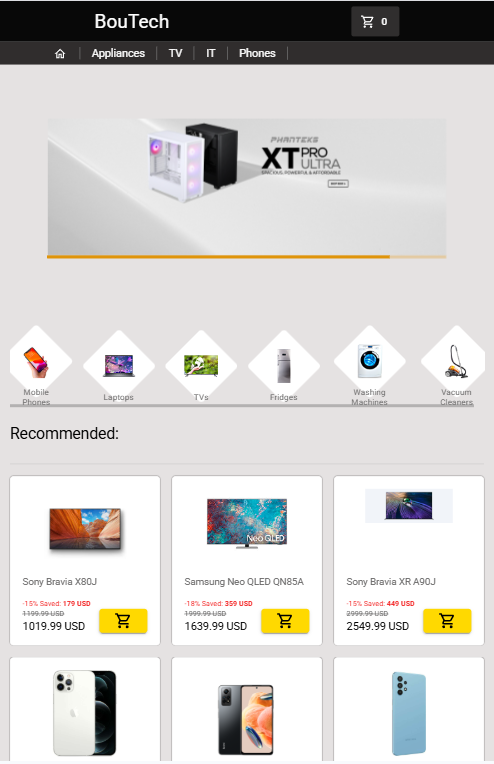 BouTech
0
Appliances
TV
IT
Phones
PHANTEKS
XT PRO
ULTRA
SPACIOUS, POWERFUL & AFFORDABLE
Mobile
Phones
Laptops
TVs
Fridges
Washing
Machines
Vacuum
Cleaners
Recommended:
Neo QLED
Sony Bravia X80J
-15% Saved: 179 USD
1199.99 USD
1019.99 USD
Samsung Neo QLED QN85A
-18% Saved: 359 USD
1999.99 USD
1639.99 USD
Sony Bravia XR A90J
-15% Saved: 449 USD
2999.99 USD
2549.99 USD